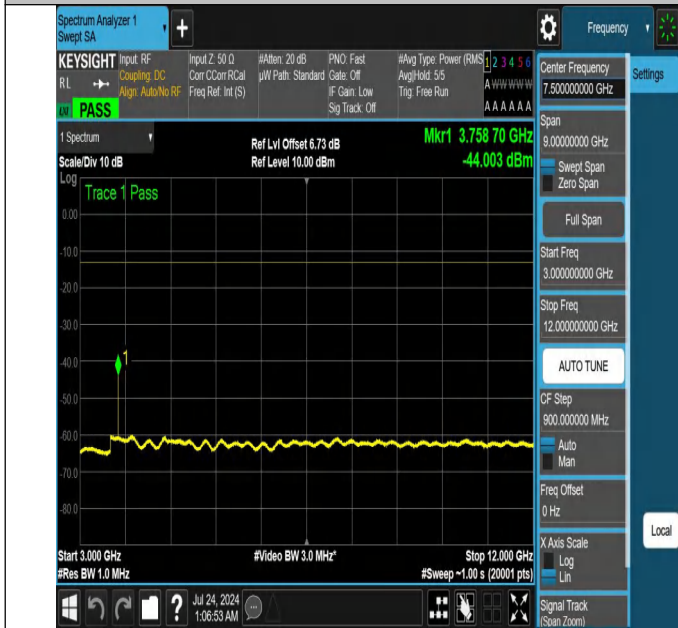 Spectrum Analyzer 1
Swept SA
Frequency
KEYSIGHT
RL
PASS
Input: RF
Coupling: DC
Align: Auto/No RF
Input Z: 50 Ω
Corr CCorr RCal
Freq Ref: Int (S)
#Atten: 20 dB
µW Path: Standard
PNO: Fast
Gate: Off
IF Gain: Low
Sig Track: Off
#Avg Type: Power (RMS
Avg|Hold: 5/5
Trig: Free Run
1 2 3 4 5 6
A W W W W W
A A A A A A
Center Frequency
7.500000000 GHz
Settings
Span
9.00000000 GHz
Swept Span
Zero Span
Full Span
Start Freq
3.000000000 GHz
Stop Freq
12.000000000 GHz
AUTO TUNE
CF Step
900.000000 MHz
Auto
Man
Freq Offset
0 Hz
X Axis Scale
Log
Lin
Signal Track
(Span Zoom)
Local
1 Spectrum
Scale/Div 10 dB
Ref Lvl Offset 6.73 dB
Ref Level 10.00 dBm
Mkr1 3.758 70 GHz
-44.003 dBm
Log
Trace 1 Pass
0.00
-10.0
-20.0
-30.0
-40.0
-50.0
-60.0
-70.0
-80.0
1
Start 3.000 GHz
#Res BW 1.0 MHz
#Video BW 3.0 MHz*
Stop 12.000 GHz
#Sweep ~1.00 s (20001 pts)
?
Jul 24, 2024
1:06:53 AM